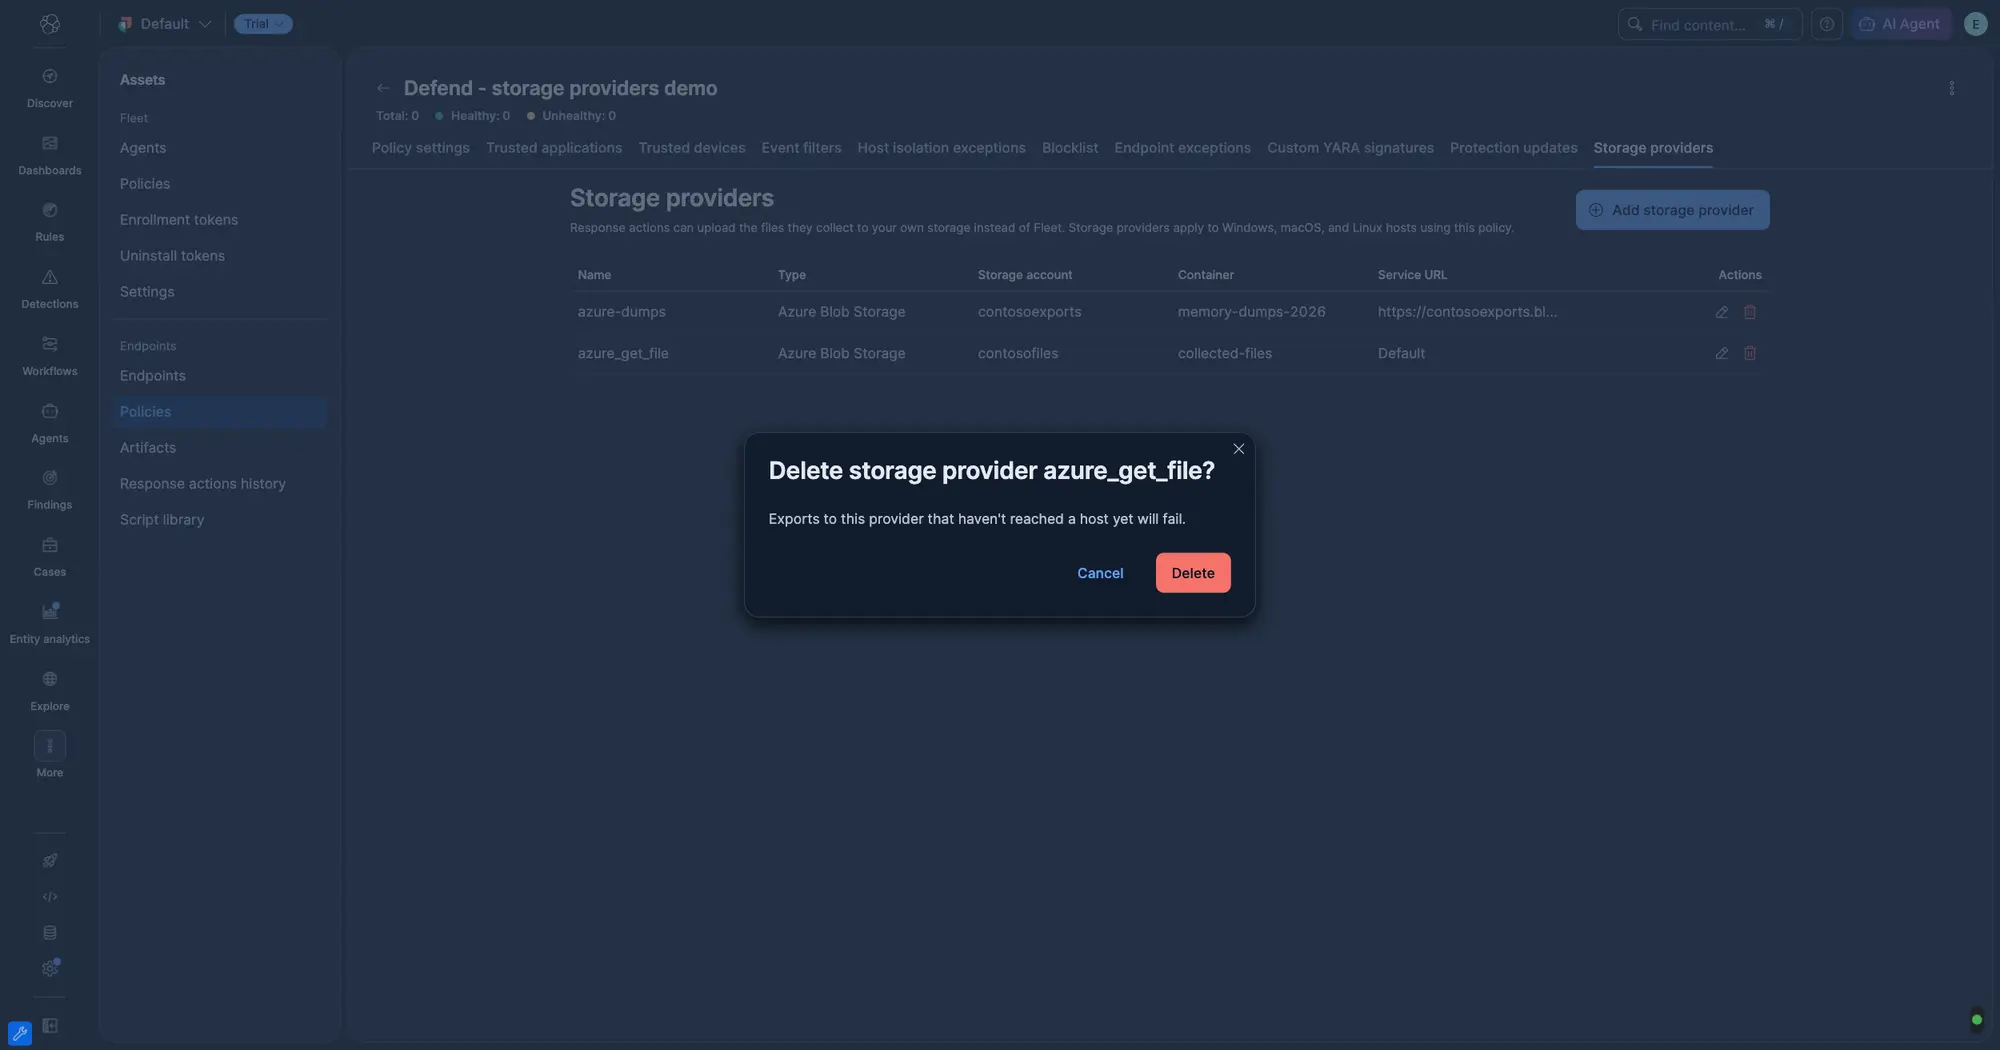 Default
Trial
Find content... ⌘ /
AI Agent
E
Discover
Dashboards
Rules
Detections
Workflows
Agents
Findings
Cases
Entity analytics
Explore
More
Assets
Fleet
Agents
Policies
Enrollment tokens
Uninstall tokens
Settings
Endpoints
Endpoints
Policies
Artifacts
Response actions history
Script library
Defend - storage providers demo
Total: 0 Healthy: 0 Unhealthy: 0
Policy settings Trusted applications Trusted devices Event filters Host isolation exceptions Blocklist Endpoint exceptions Custom YARA signatures Protection updates Storage providers
Storage providers
Response actions can upload the files they collect to your own storage instead of Fleet. Storage providers apply to Windows, macOS, and Linux hosts using this policy.
Add storage provider
Name Type Storage account Container Service URL Actions
azure-dumps Azure Blob Storage contosoexports memory-dumps-2026 https://contosoexports.bl...
azure_get_file Azure Blob Storage contosofiles collected-files Default
Delete storage provider azure_get_file?
Exports to this provider that haven't reached a host yet will fail.
Cancel Delete